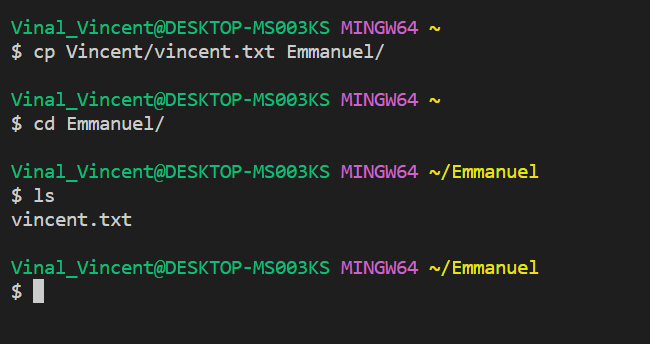 Vinal_Vincent@DESKTOP-MS003KS MINGW64 ~
$ cp Vincent/vincent.txt Emmanuel/
Vinal_Vincent@DESKTOP-MS003KS MINGW64 ~
$ cd Emmanuel/
Vinal_Vincent@DESKTOP-MS003KS MINGW64 ~/Emmanuel
$ ls
vincent.txt
Vinal_Vincent@DESKTOP-MS003KS MINGW64 ~/Emmanuel
$